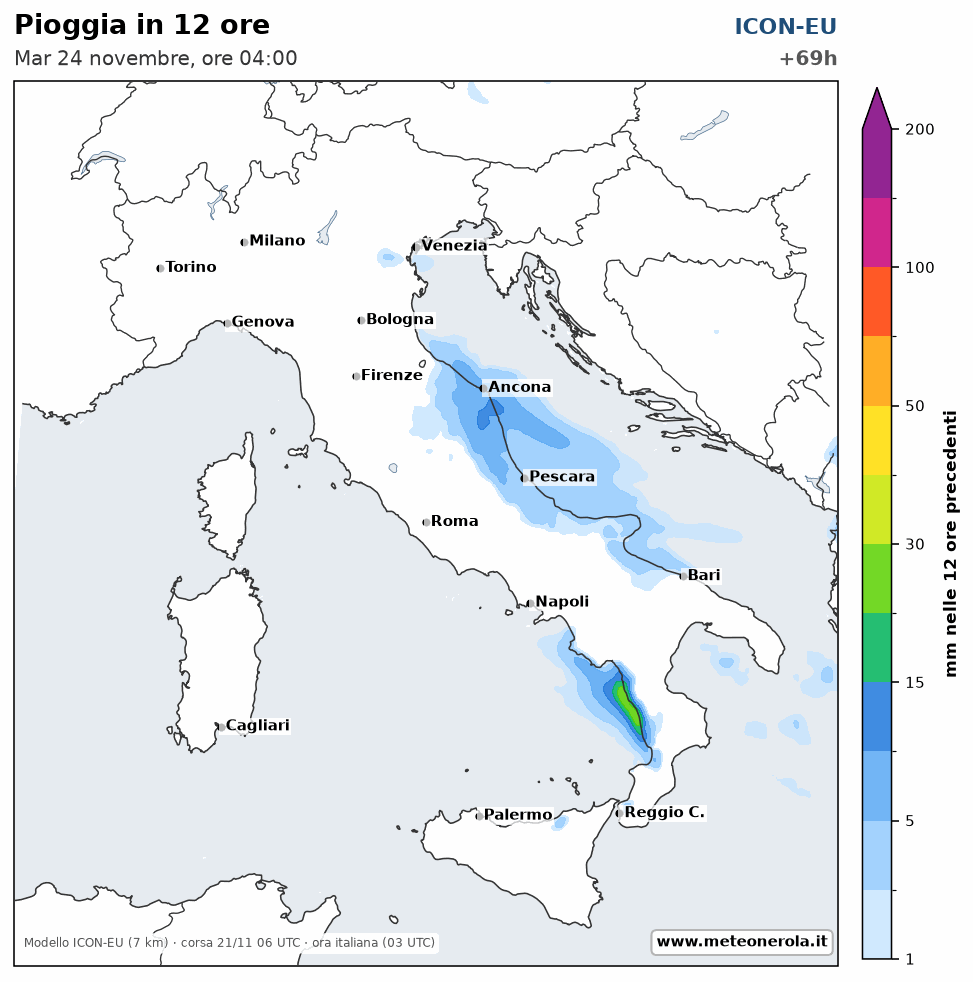 Pioggia in 12 ore
ICON-EU
Mar 24 novembre, ore 04:00
+69h
200
Venezia
Milano
Torino
100
Bologna
Genova
Firenze
Ancona
50
Pescara
Roma
30
Bari
Napoli
mm nelle 12 ore precedenti
15
Cagliari
Reggio C.
Palermo
5
Modello ICON-EU (7 km) · corsa 21/11 06 UTC · ora italiana (03 UTC)
www.meteonerola.it
1